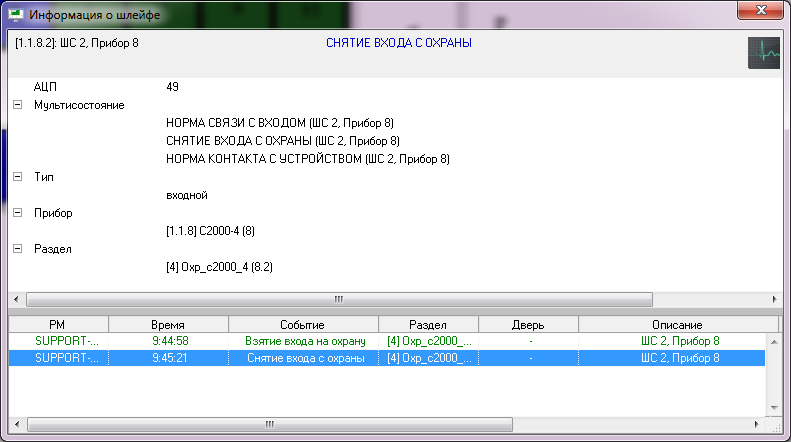 Информация о шлейфе
[1.1.8.2]: ШС 2, Прибор 8 СНЯТИЕ ВХОДА С ОХРАНЫ
АЦП 49
Мультисостояние
НОРМА СВЯЗИ С ВХОДОМ (ШС 2, Прибор 8)
СНЯТИЕ ВХОДА С ОХРАНЫ (ШС 2, Прибор 8)
НОРМА КОНТАКТА С УСТРОЙСТВОМ (ШС 2, Прибор 8)
Тип
входной
Прибор
[1.1.8] С2000-4 (8)
Раздел
[4] Охр_с2000_4 (8.2)
РМ Время Событие Раздел Дверь Описание
SUPPORT-... 9:44:58 Взятие входа на охрану [4] Охр_с2000_... - ШС 2, Прибор 8
SUPPORT-... 9:45:21 Снятие входа с охраны [4] Охр_с2000_... - ШС 2, Прибор 8